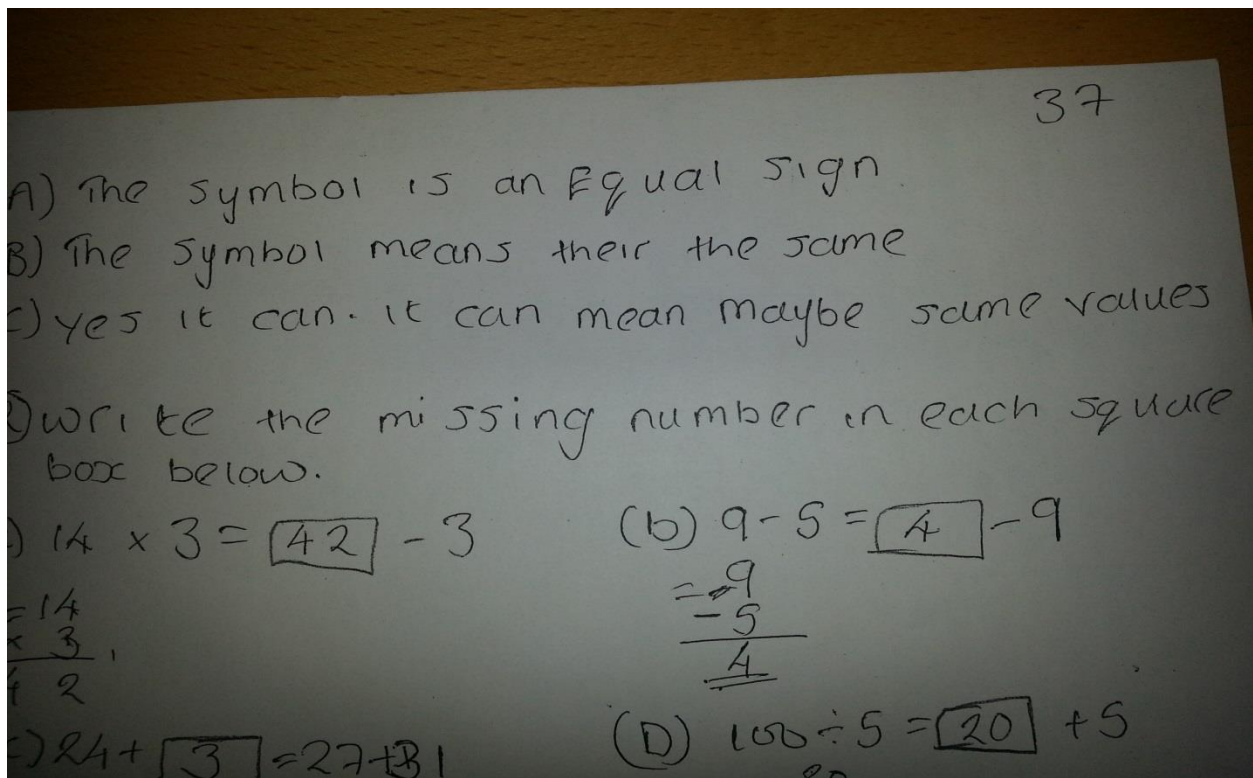 37
A) The symbol is an Equal sign
B) The symbol means their the same
C) yes it can. it can mean maybe same values
write the missing number in each square
box below.
) 14 × 3 = 42 - 3 (b) 9 - 5 = 4 - 9
= 14 = 9
× 3 - 5
42 4
) 24 + 3 = 27 + 31 (D) 100 ÷ 5 = 20 + 5